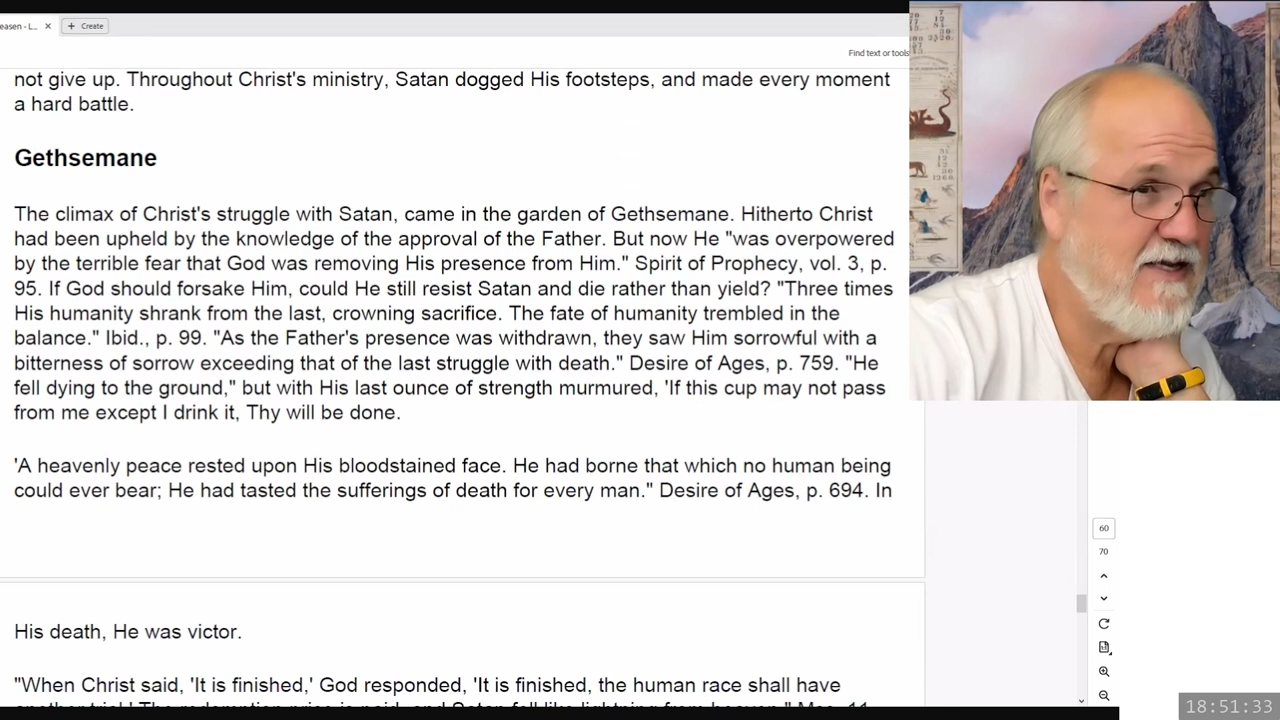 easen - L...
Create
Find text or tools
not give up. Throughout Christ's ministry, Satan dogged His footsteps, and made every moment
a hard battle.
Gethsemane
The climax of Christ's struggle with Satan, came in the garden of Gethsemane. Hitherto Christ
had been upheld by the knowledge of the approval of the Father. But now He "was overpowered
by the terrible fear that God was removing His presence from Him." Spirit of Prophecy, vol. 3, p.
95. If God should forsake Him, could He still resist Satan and die rather than yield? "Three times
His humanity shrank from the last, crowning sacrifice. The fate of humanity trembled in the
balance." Ibid., p. 99. "As the Father's presence was withdrawn, they saw Him sorrowful with a
bitterness of sorrow exceeding that of the last struggle with death." Desire of Ages, p. 759. "He
fell dying to the ground," but with His last ounce of strength murmured, 'If this cup may not pass
from me except I drink it, Thy will be done.
'A heavenly peace rested upon His bloodstained face. He had borne that which no human being
could ever bear; He had tasted the sufferings of death for every man." Desire of Ages, p. 694. In
60
70
His death, He was victor.
"When Christ said, 'It is finished,' God responded, 'It is finished, the human race shall have
18:51:33